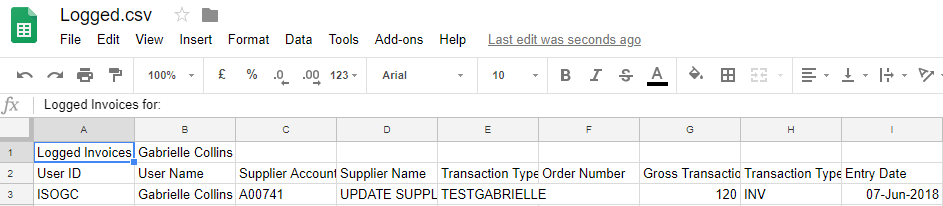 Logged.csv
File Edit View Insert Format Data Tools Add-ons Help Last edit was seconds ago
100% £ % .0 .00 123 Arial 10 B I S A
fx Logged Invoices for:
A B C D E F G H I
1 Logged Invoices Gabrielle Collins
2 User ID User Name Supplier Account Supplier Name Transaction Type Order Number Gross Transactio Transaction Type Entry Date
3 ISOGC Gabrielle Collins A00741 UPDATE SUPPL TESTGABRIELLE 120 INV 07-Jun-2018